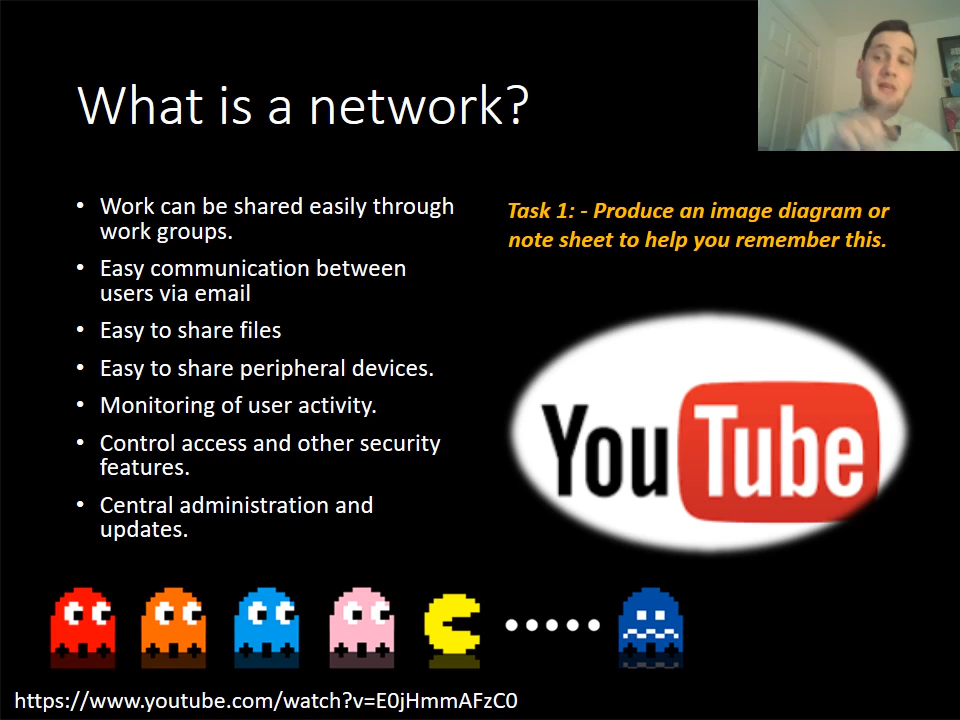 What is a network?
• Work can be shared easily through
work groups.
• Easy communication between
users via email
• Easy to share files
• Easy to share peripheral devices.
• Monitoring of user activity.
• Control access and other security
features.
• Central administration and
updates.
Task 1: - Produce an image diagram or
note sheet to help you remember this.
YouTube
https://www.youtube.com/watch?v=E0jHmmAFzC0